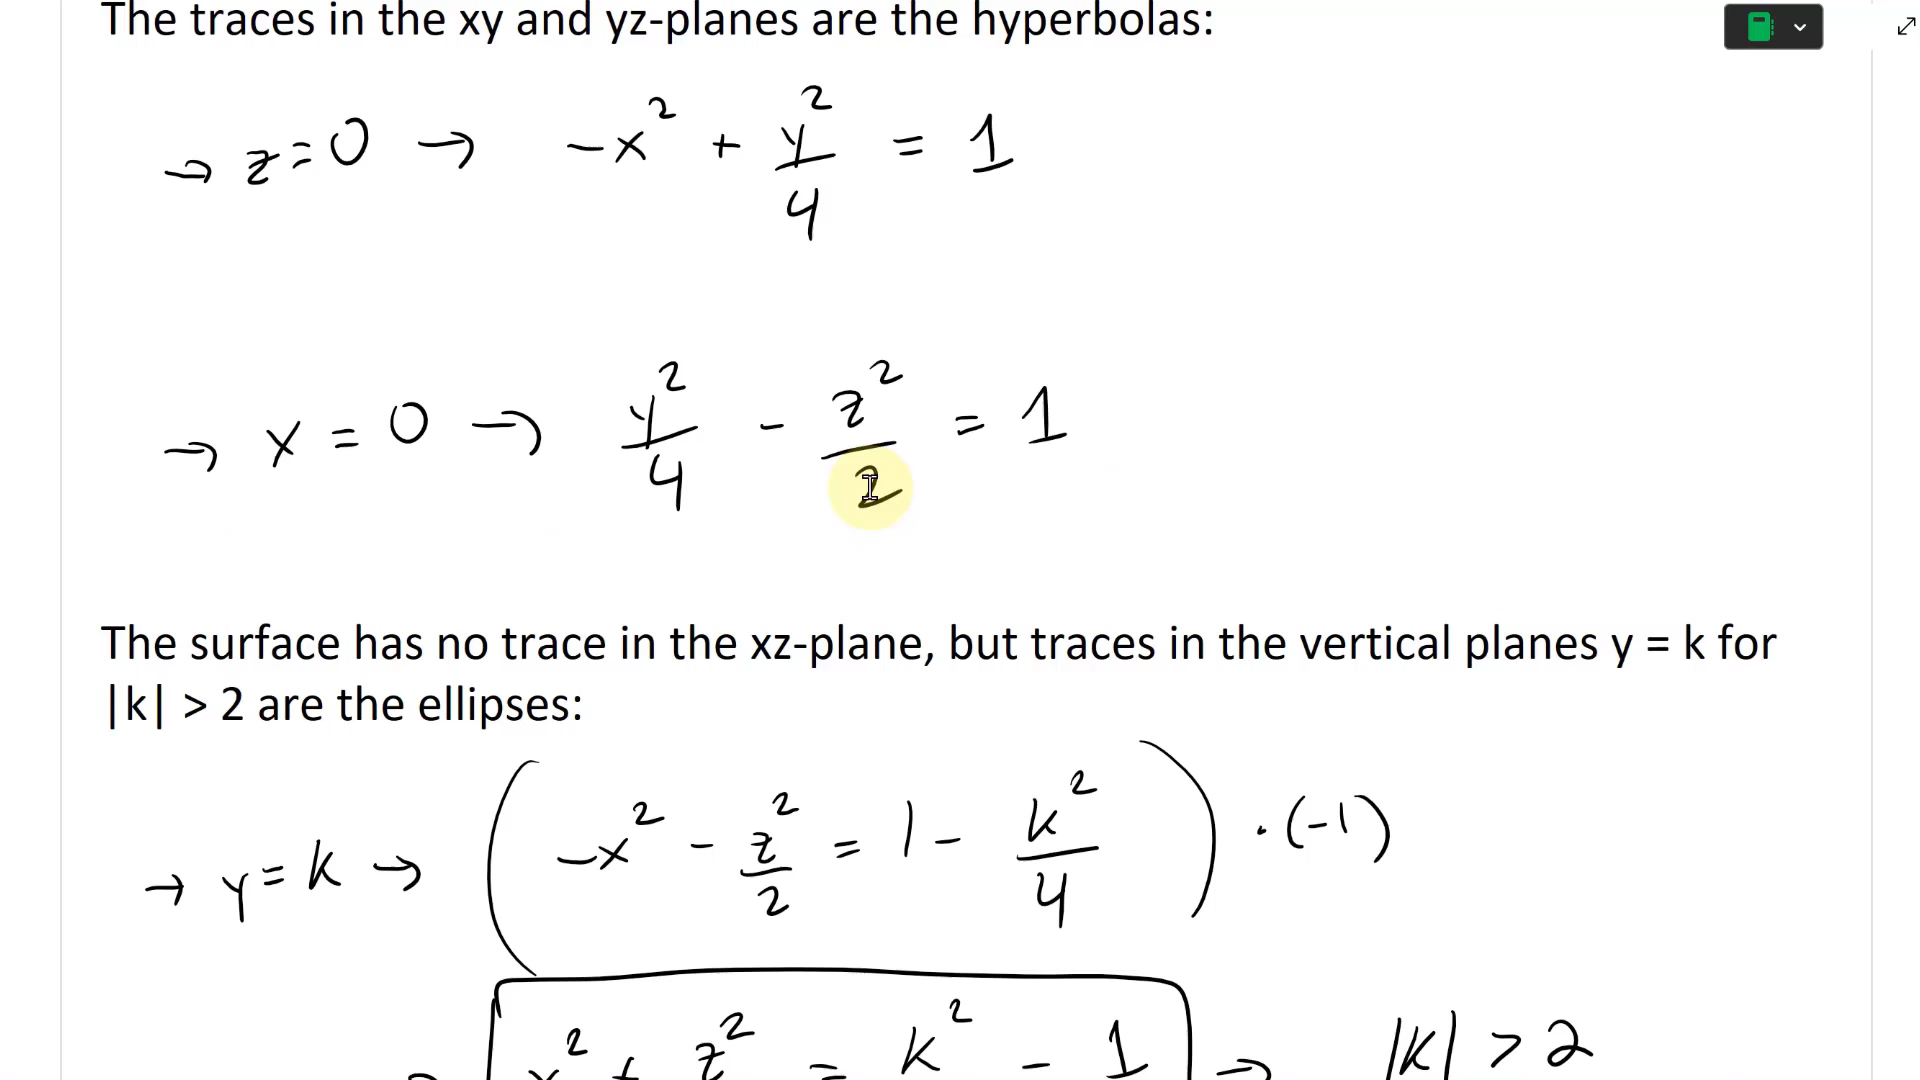 The traces in the xy and yz-planes are the hyperbolas:
→ z=0 → -x² + y²/4 = 1
→ x = 0 → y²/4 - z²/2 = 1
The surface has no trace in the xz-plane, but traces in the vertical planes y = k for
|k| > 2 are the ellipses:
→ y=k → (-x² - z²/2 = 1 - k²/4) · (-1)
x² + z² = k² - 1 → |k| > 2